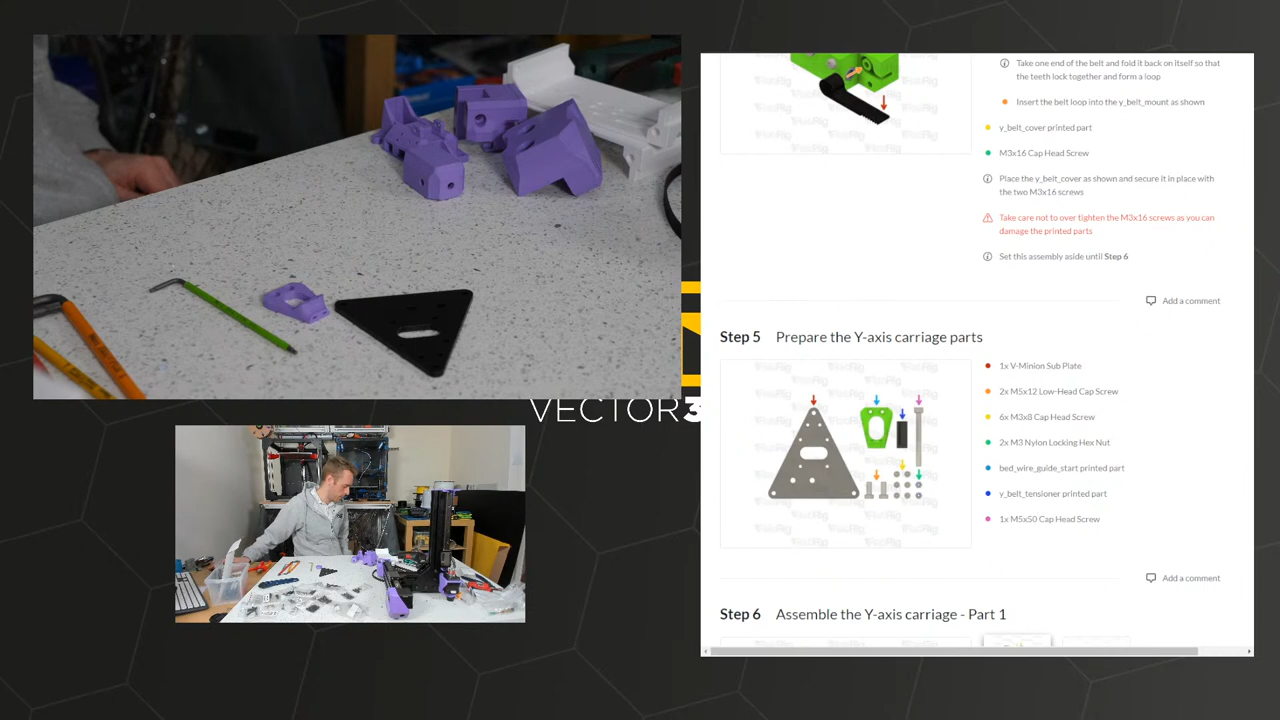 Take one end of the belt and fold it back on itself so that
the teeth lock together and form a loop
Insert the belt loop into the y_belt_mount as shown
y_belt_cover printed part
M3x16 Cap Head Screw
Place the y_belt_cover as shown and secure it in place with
the two M3x16 screws
Take care not to over tighten the M3x16 screws as you can
damage the printed parts
Set this assembly aside until Step 6
Add a comment
Step 5 Prepare the Y-axis carriage parts
1x V-Minion Sub Plate
2x M5x12 Low-Head Cap Screw
6x M3x8 Cap Head Screw
2x M3 Nylon Locking Hex Nut
bed_wire_guide_start printed part
y_belt_tensioner printed part
1x M5x50 Cap Head Screw
Add a comment
Step 6 Assemble the Y-axis carriage - Part 1
VECTOR3